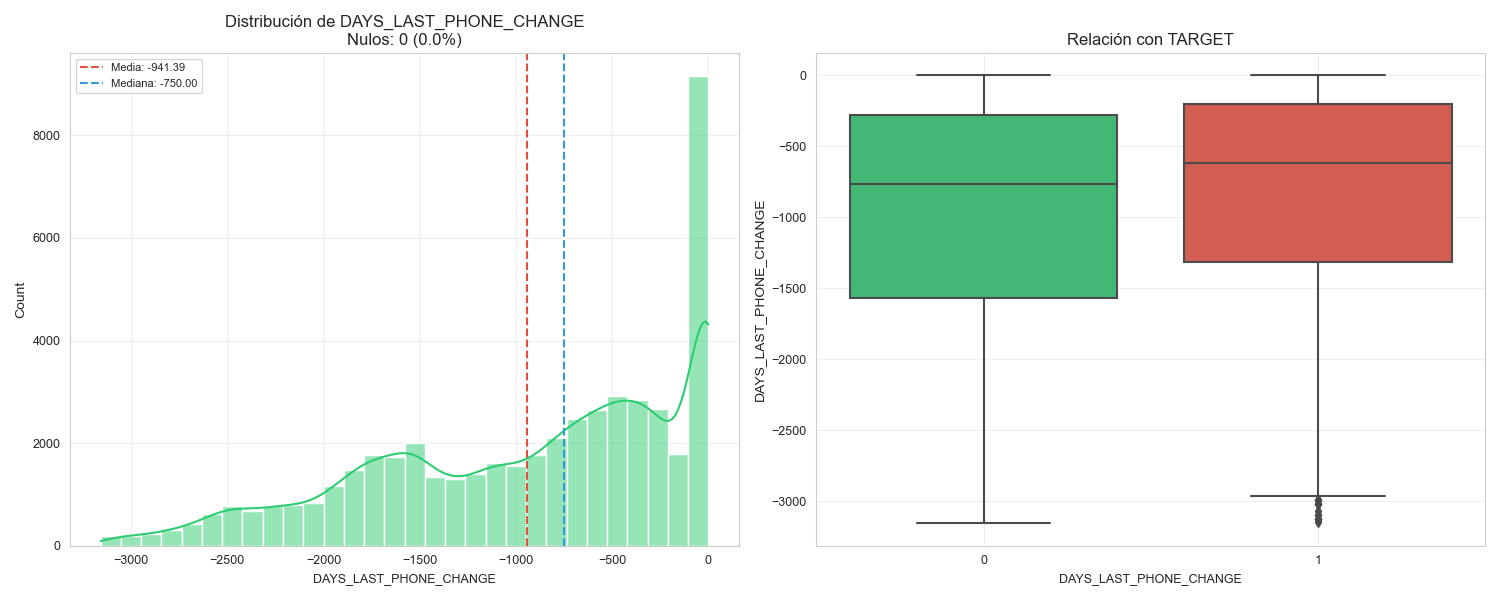 Distribución de DAYS_LAST_PHONE_CHANGE
Nulos: 0 (0.0%)
Media: -941.39
Mediana: -750.00
Count
8000
6000
4000
2000
0
−3000
−2500
−2000
−1500
−1000
−500
0
DAYS_LAST_PHONE_CHANGE
Relación con TARGET
DAYS_LAST_PHONE_CHANGE
0
−500
−1000
−1500
−2000
−2500
−3000
0
1
DAYS_LAST_PHONE_CHANGE